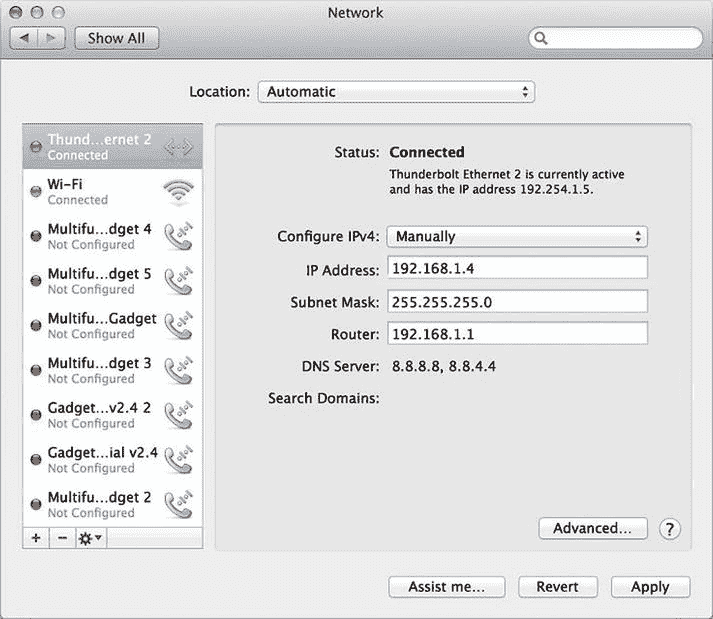 Network
Show All
Location: Automatic
Thund...ernet 2
Connected
Wi-Fi
Connected
Multifu...dget 4
Not Configured
Multifu...dget 5
Not Configured
Multifu...Gadget
Not Configured
Multifu...dget 3
Not Configured
Gadget...v2.4 2
Not Configured
Gadget...ial v2.4
Not Configured
Multifu...dget 2
Not Configured
Status: Connected
Thunderbolt Ethernet 2 is currently active
and has the IP address 192.254.1.5.
Configure IPv4: Manually
IP Address: 192.168.1.4
Subnet Mask: 255.255.255.0
Router: 192.168.1.1
DNS Server: 8.8.8.8, 8.8.4.4
Search Domains:
Advanced... ?
Assist me... Revert Apply